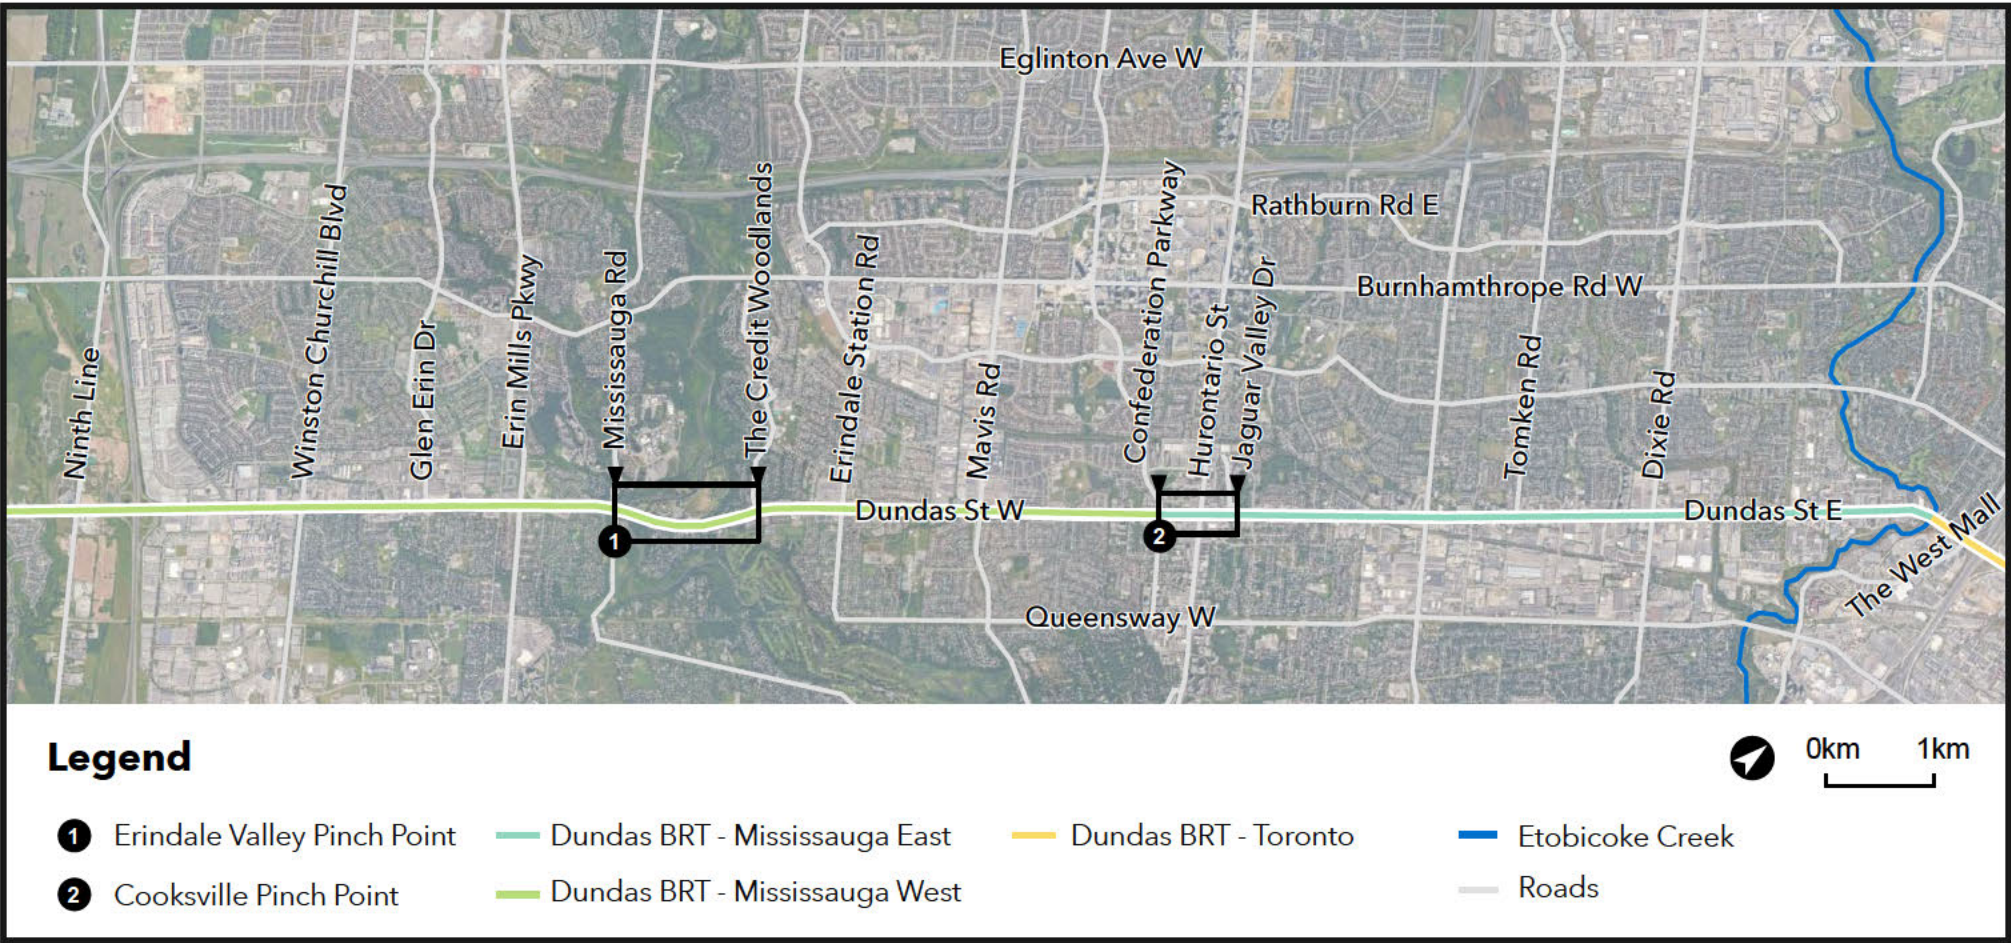 Eglinton Ave W
Rathburn Rd E
Burnhamthrope Rd W
Ninth Line
Winston Churchill Blvd
Glen Erin Dr
Erin Mills Pkwy
Mississauga Rd
The Credit Woodlands
Erindale Station Rd
Mavis Rd
Confederation Parkway
Hurontario St
Jaguar Valley Dr
Tomken Rd
Dixie Rd
Dundas St W
Dundas St E
The West Mall
1
2
Queensway W
Legend
0km 1km
1 Erindale Valley Pinch Point
Dundas BRT - Mississauga East
Dundas BRT - Toronto
Etobicoke Creek
2 Cooksville Pinch Point
Dundas BRT - Mississauga West
Roads